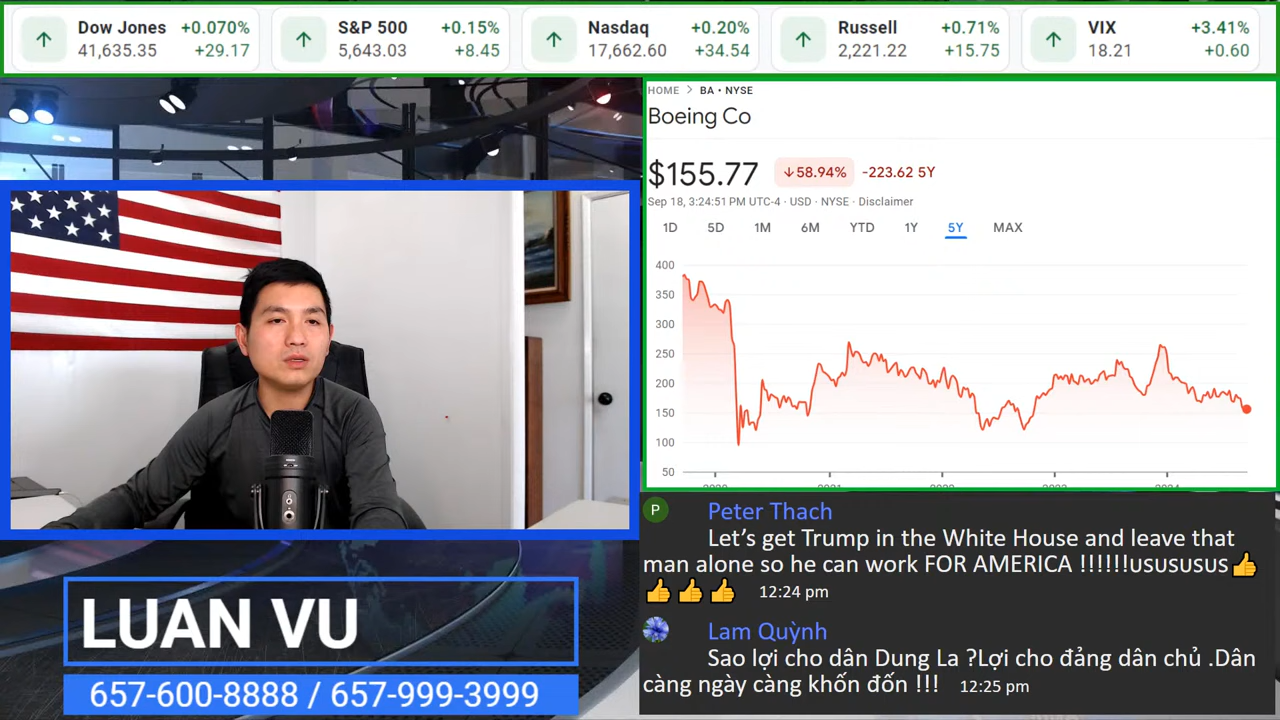 Dow Jones +0.070%
41,635.35 +29.17
S&P 500 +0.15%
5,643.03 +8.45
Nasdaq +0.20%
17,662.60 +34.54
Russell +0.71%
2,221.22 +15.75
VIX +3.41%
18.21 +0.60
HOME > BA • NYSE
Boeing Co
$155.77 ↓58.94% -223.62 5Y
Sep 18, 3:24:51 PM UTC-4 · USD · NYSE · Disclaimer
1D 5D 1M 6M YTD 1Y 5Y MAX
400
350
300
250
200
150
100
50
P Peter Thach
Let's get Trump in the White House and leave that
man alone so he can work FOR AMERICA !!!!!!USUSUSUS👍
👍👍👍 12:24 pm
Lam Quỳnh
Sao lợi cho dân Dung La ?Lợi cho đảng dân chủ .Dân
càng ngày càng khốn đốn !!! 12:25 pm
LUAN VU
657-600-8888 / 657-999-3999